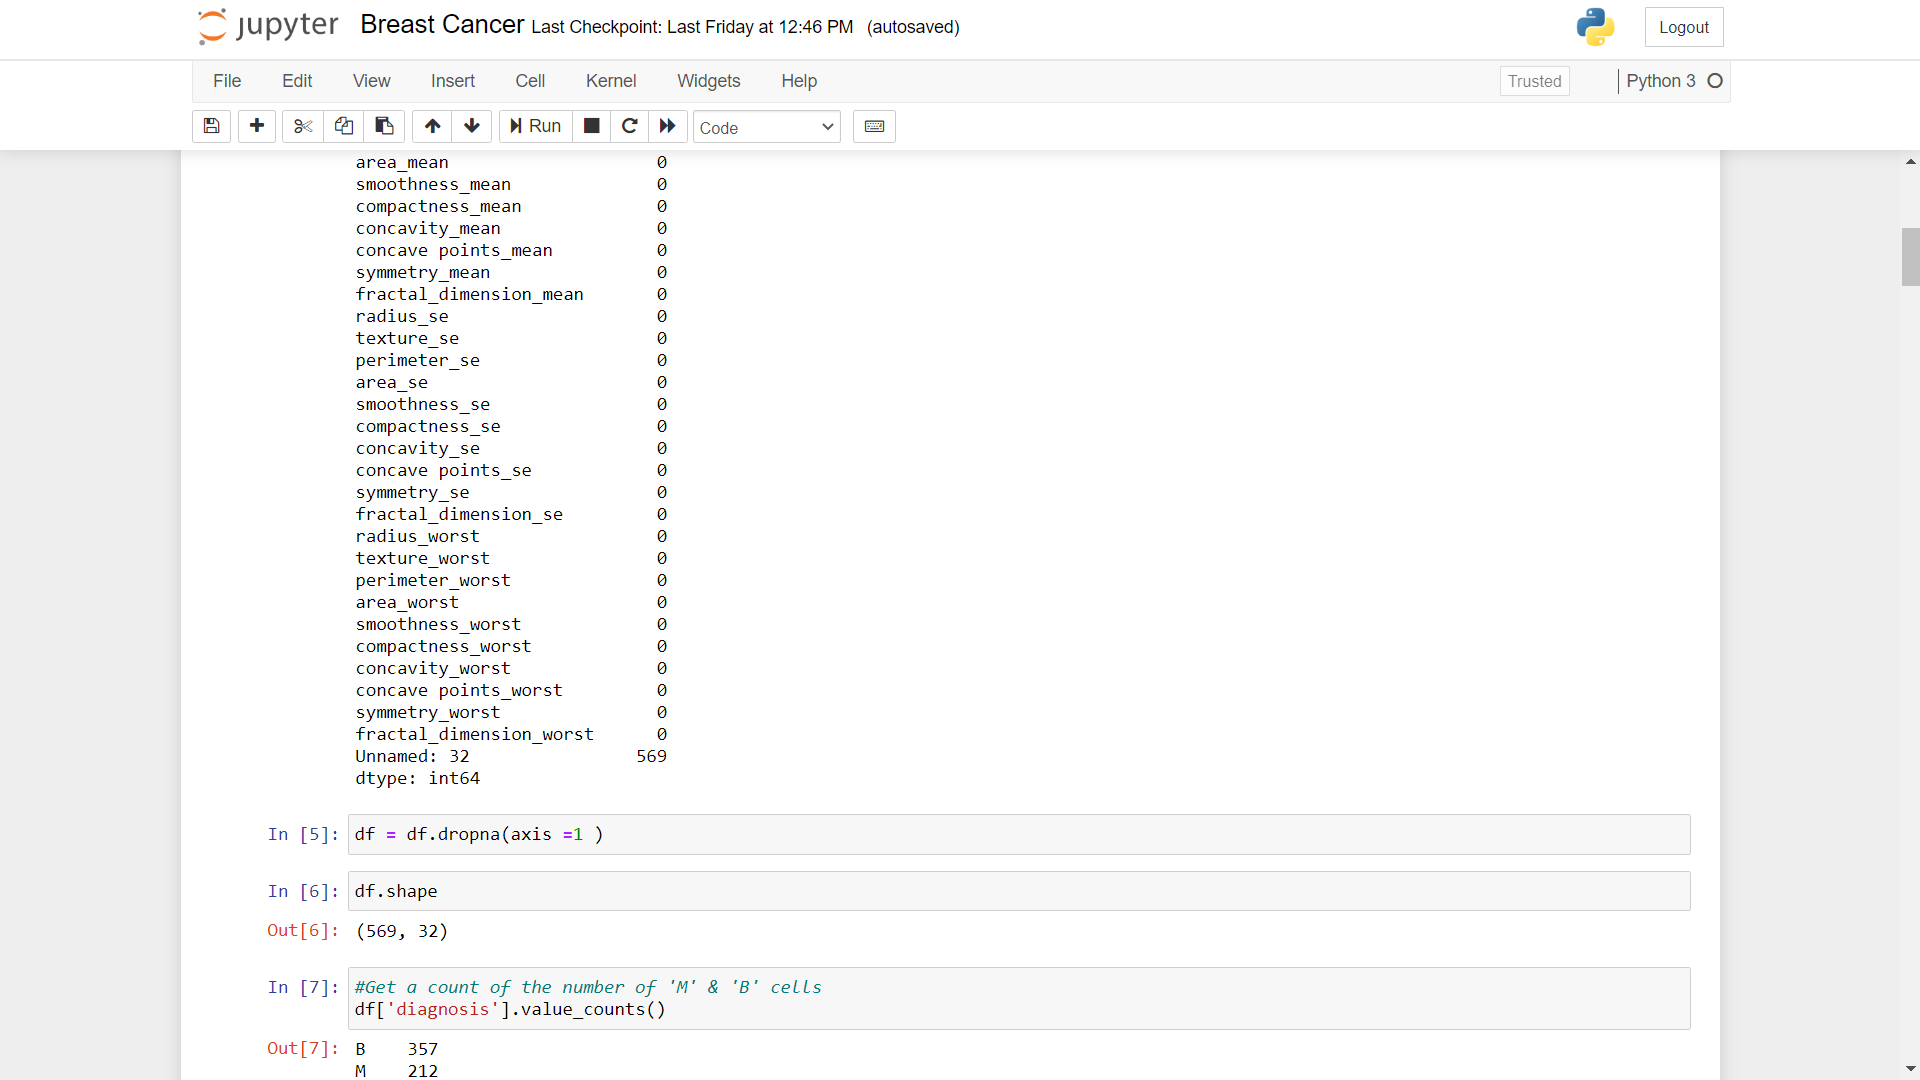 jupyter Breast Cancer Last Checkpoint: Last Friday at 12:46 PM (autosaved) Logout
File Edit View Insert Cell Kernel Widgets Help Trusted Python 3
Run Code
area_mean 0
smoothness_mean 0
compactness_mean 0
concavity_mean 0
concave points_mean 0
symmetry_mean 0
fractal_dimension_mean 0
radius_se 0
texture_se 0
perimeter_se 0
area_se 0
smoothness_se 0
compactness_se 0
concavity_se 0
concave points_se 0
symmetry_se 0
fractal_dimension_se 0
radius_worst 0
texture_worst 0
perimeter_worst 0
area_worst 0
smoothness_worst 0
compactness_worst 0
concavity_worst 0
concave points_worst 0
symmetry_worst 0
fractal_dimension_worst 0
Unnamed: 32 569
dtype: int64
In [5]: df = df.dropna(axis =1 )
In [6]: df.shape
Out[6]: (569, 32)
In [7]: #Get a count of the number of 'M' & 'B' cells
df['diagnosis'].value_counts()
Out[7]: B 357
M 212